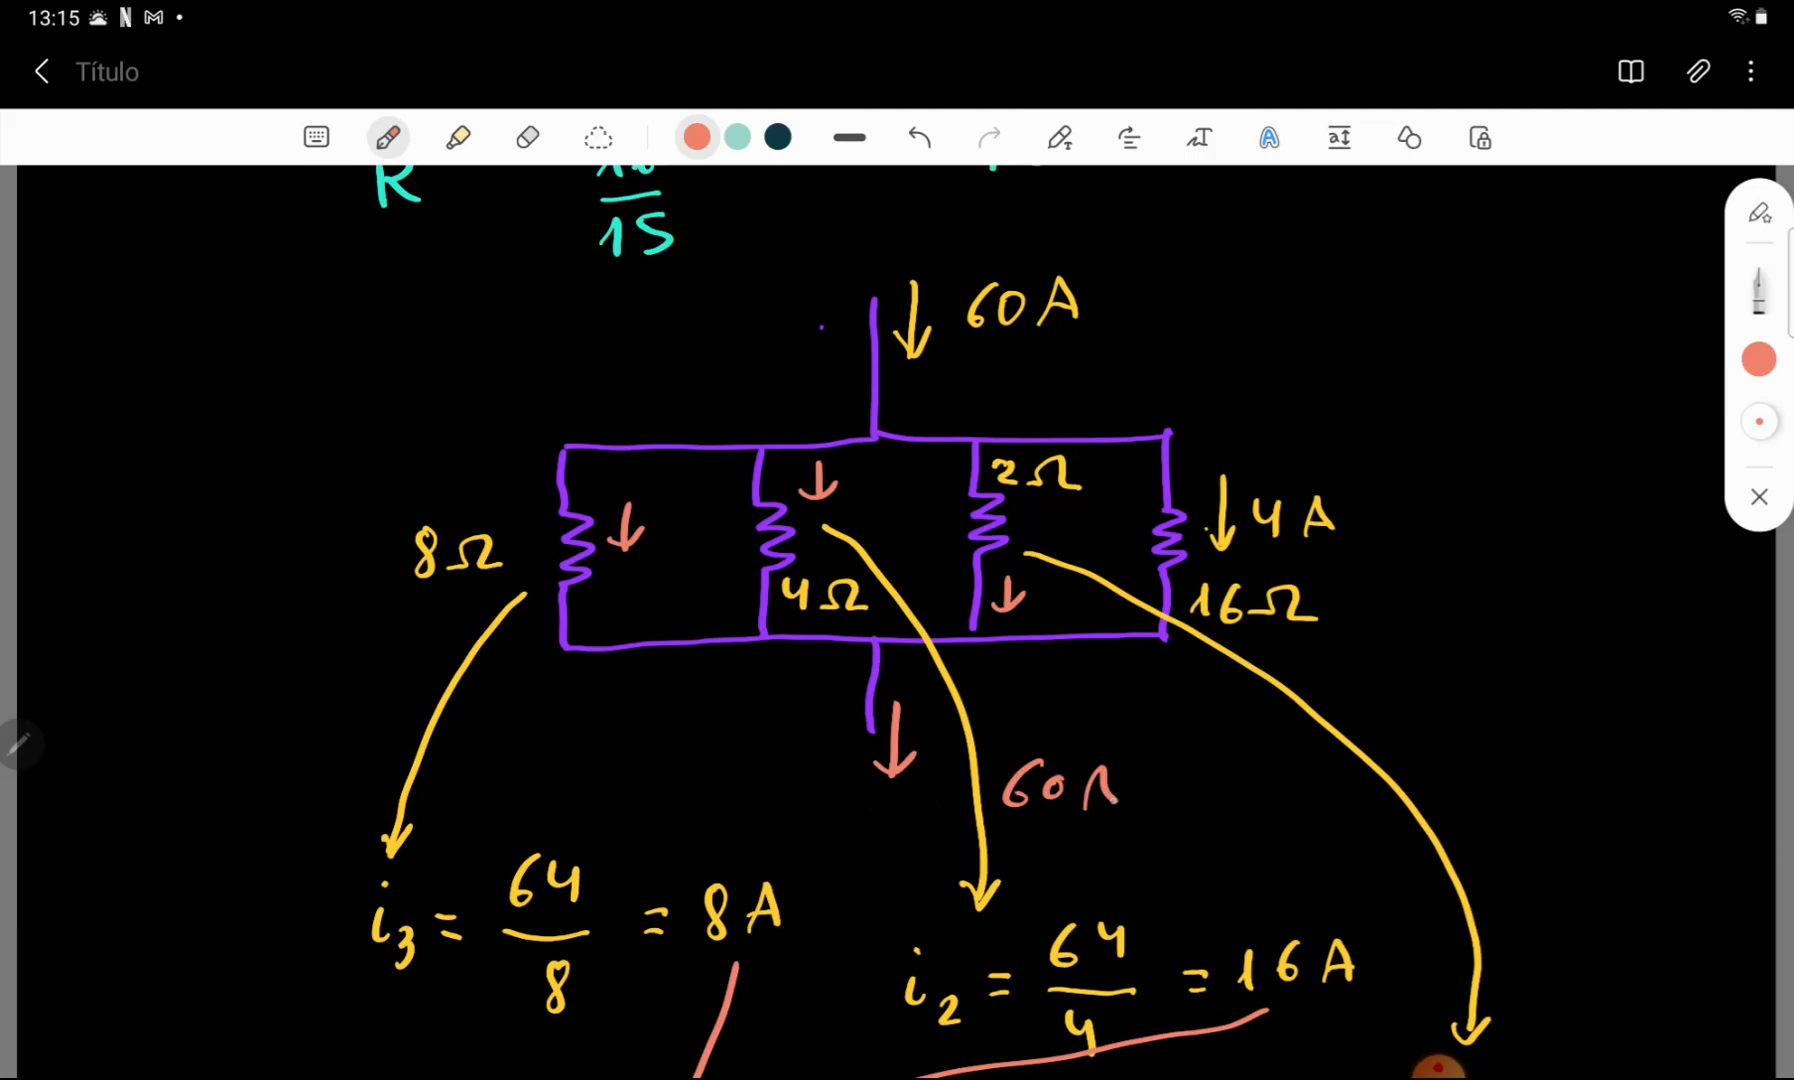 13:15
Título
R
15
60A
2Ω
4A
8Ω
4Ω
16Ω
60A
i3 = 64/8 = 8A
i2 = 64/4 = 16A